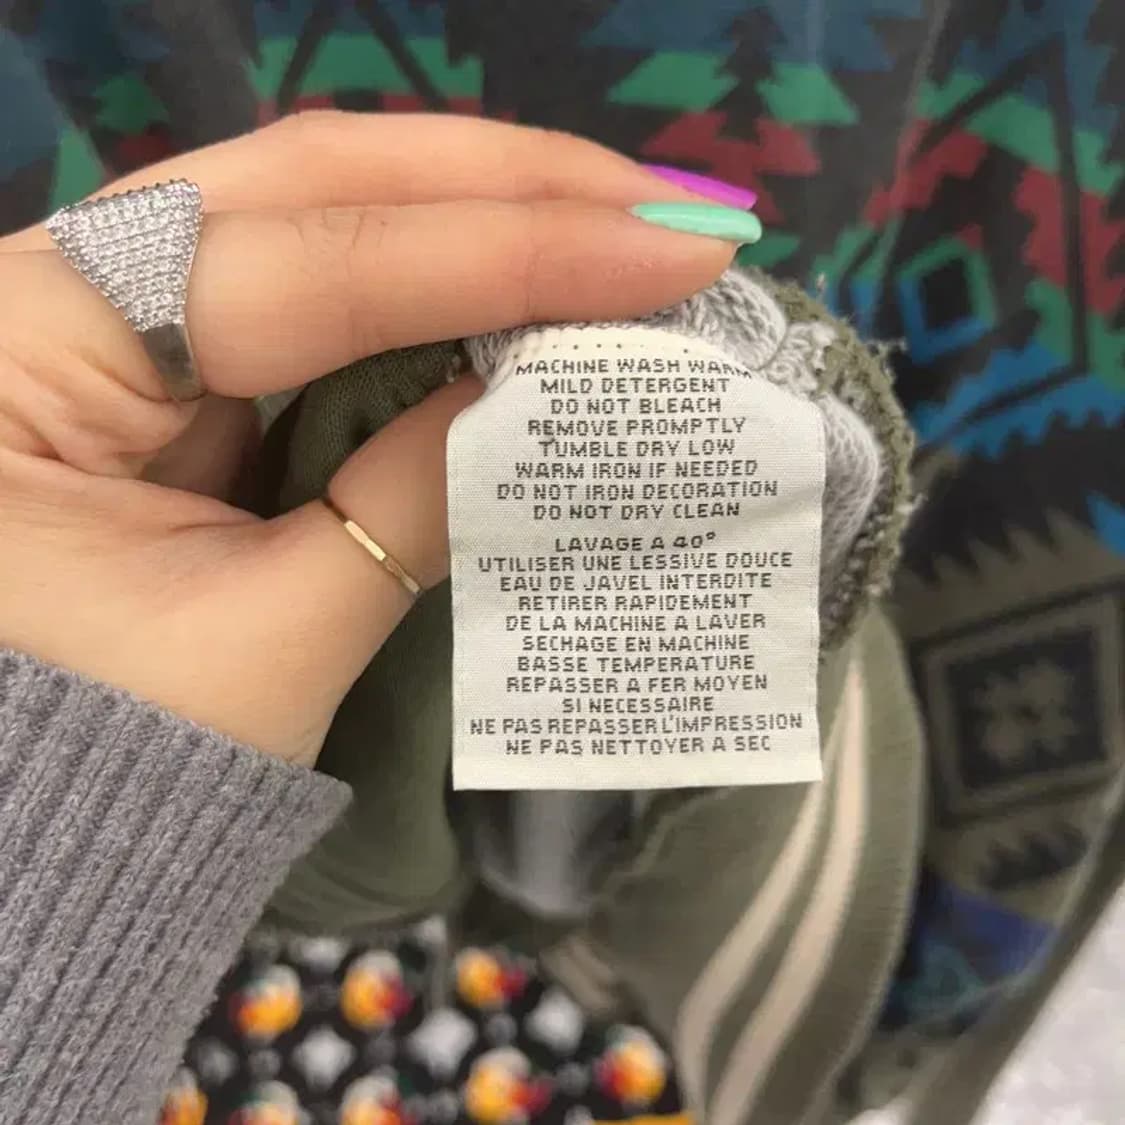 MACHINE WASH WARM
MILD DETERGENT
DO NOT BLEACH
REMOVE PROMPTLY
TUMBLE DRY LOW
WARM IRON IF NEEDED
DO NOT IRON DECORATION
DO NOT DRY CLEAN
LAVAGE A 40°
UTILISER UNE LESSIVE DOUCE
EAU DE JAVEL INTERDITE
RETIRER RAPIDEMENT
DE LA MACHINE A LAVER
SECHAGE EN MACHINE
BASSE TEMPERATURE
REPASSER A FER MOYEN
SI NECESSAIRE
NE PAS REPASSER L'IMPRESSION
NE PAS NETTOYER A SEC